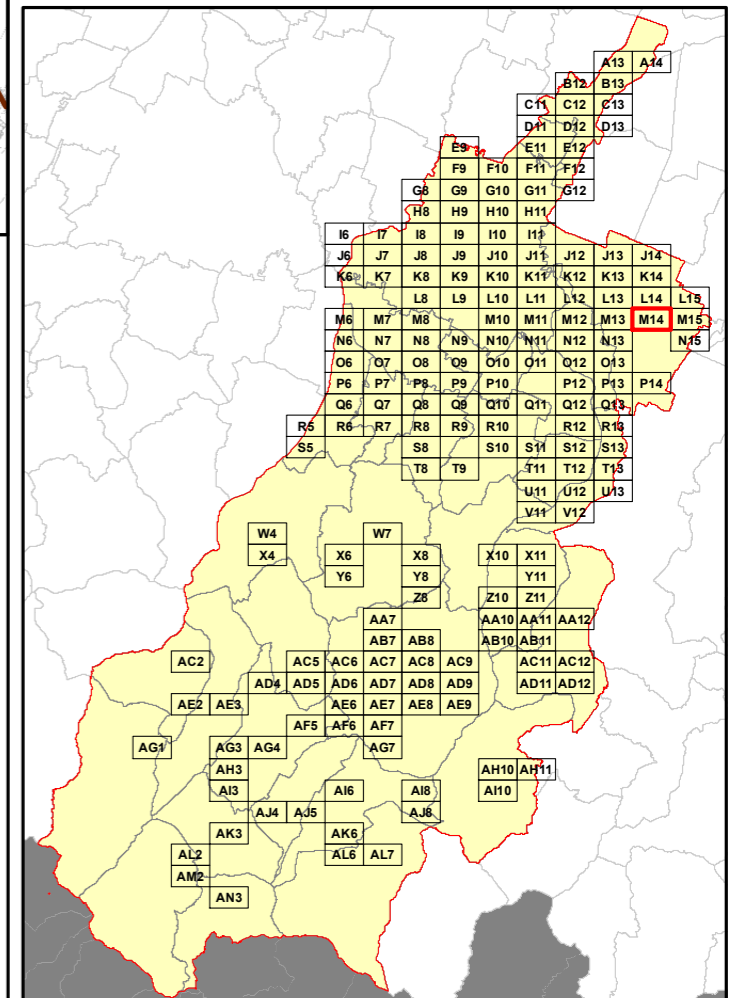 A13 A14
B12 B13
C11 C12 C13
D11 D12 D13
E9 E11 E12
F9 F10 F11 F12
G8 G9 G10 G11 G12
H8 H9 H10 H11
I6 I7 I8 I9 I10 I11
J6 J7 J8 J9 J10 J11 J12 J13 J14
K6 K7 K8 K9 K10 K11 K12 K13 K14
L8 L9 L10 L11 L12 L13 L14 L15
M6 M7 M8 M10 M11 M12 M13 M14 M15
N6 N7 N8 N9 N10 N11 N12 N13 N15
O6 O7 O8 O9 O10 O11 O12 O13
P6 P7 P8 P9 P10 P12 P13 P14
Q6 Q7 Q8 Q9 Q10 Q11 Q12 Q13
R5 R6 R7 R8 R9 R10 R12 R13
S5 S8 S10 S11 S12 S13
T8 T9 T11 T12 T13
U11 U12 U13
V11 V12
W4 W7
X4 X6 X8 X10 X11
Y6 Y8 Y11
Z8 Z10 Z11
AA7 AA10 AA11 AA12
AB7 AB8 AB10 AB11
AC2 AC5 AC6 AC7 AC8 AC9 AC11 AC12
AD4 AD5 AD6 AD7 AD8 AD9 AD11 AD12
AE2 AE3 AE6 AE7 AE8 AE9
AF5 AF6 AF7
AG1 AG3 AG4 AG7
AH3 AH10 AH11
AI3 AI6 AI8 AI10
AJ4 AJ5 AJ8
AK3 AK6
AL2 AL6 AL7
AM2
AN3